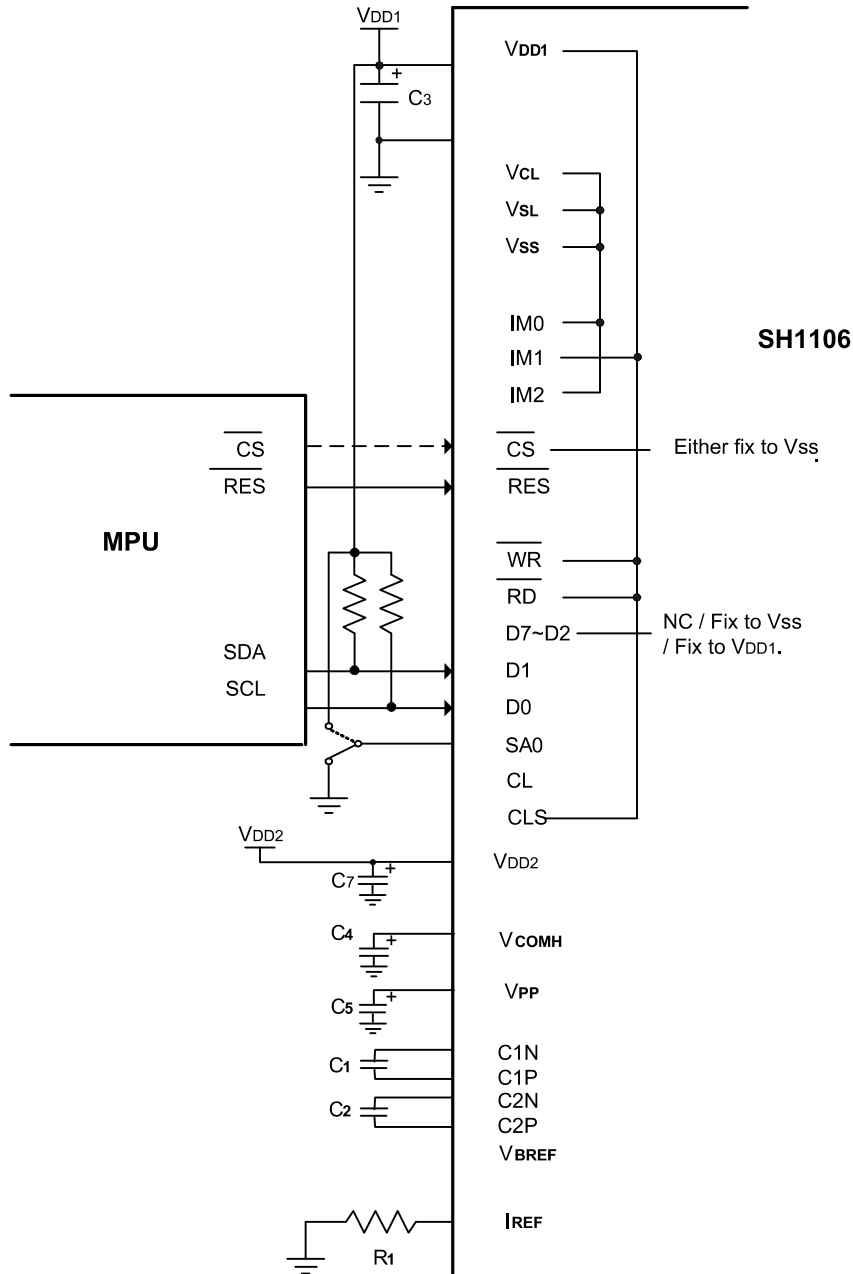 VDD1
VDD1
C3
VCL
VSL
VSS
IM0
IM1
IM2
SH1106
CS
CS
Either fix to Vss.
RES
RES
MPU
WR
RD
D7~D2
NC / Fix to Vss
/ Fix to VDD1.
SDA
D1
SCL
D0
SA0
CL
CLS
VDD2
VDD2
C7
C4
VCOMH
C5
VPP
C1
C1N
C1P
C2
C2N
C2P
VBREF
IREF
R1